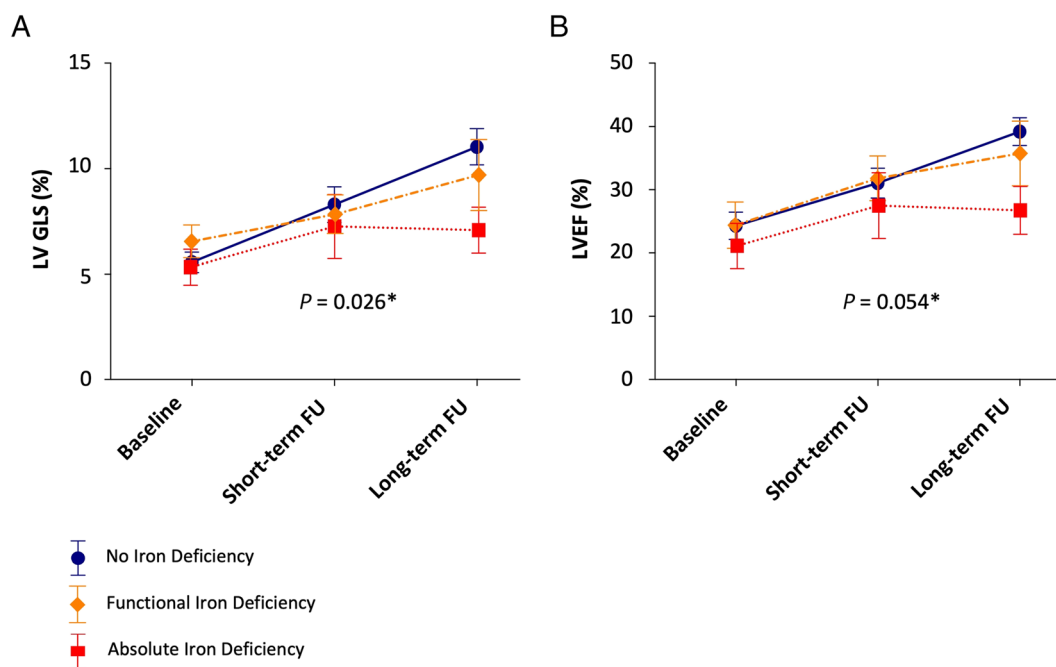 A
15
10
5
0
LV GLS (%)
P = 0.026*
Baseline
Short-term FU
Long-term FU
B
50
40
30
20
10
0
LVEF (%)
P = 0.054*
Baseline
Short-term FU
Long-term FU
No Iron Deficiency
Functional Iron Deficiency
Absolute Iron Deficiency